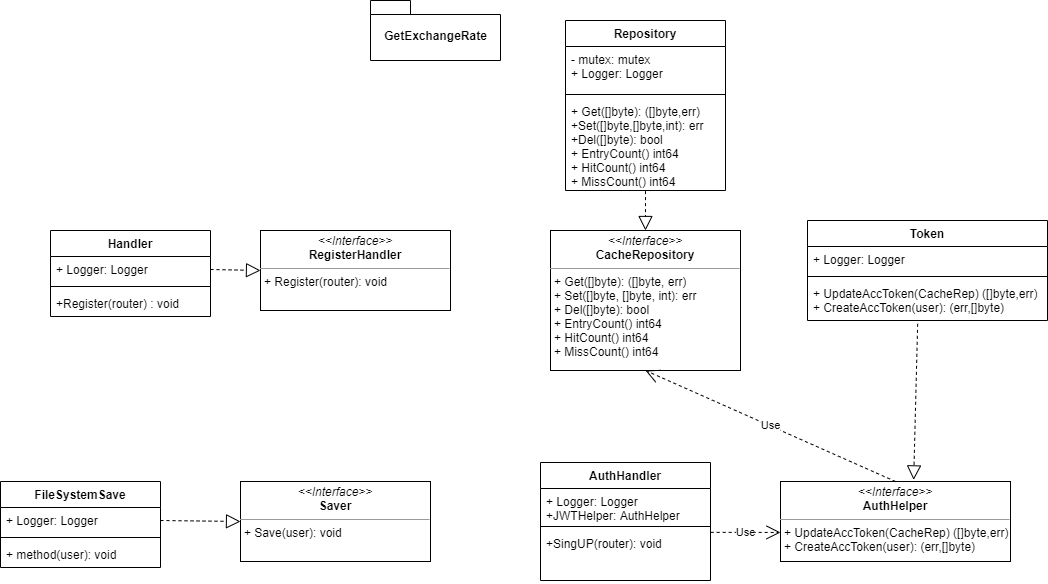 GetExchangeRate
Repository
- mutex: mutex
+ Logger: Logger
+ Get([]byte): ([]byte,err)
+Set([]byte,[]byte,int): err
+Del([]byte): bool
+ EntryCount() int64
+ HitCount() int64
+ MissCount() int64
Handler
+ Logger: Logger
+Register(router) : void
<<Interface>>
RegisterHandler
+ Register(router): void
<<Interface>>
CacheRepository
+ Get([]byte): ([]byte, err)
+ Set([]byte, []byte, int): err
+ Del([]byte): bool
+ EntryCount() int64
+ HitCount() int64
+ MissCount() int64
Token
+ Logger: Logger
+ UpdateAccToken(CacheRep) ([]byte,err)
+ CreateAccToken(user): (err,[]byte)
Use
FileSystemSave
+ Logger: Logger
+ method(user): void
<<Interface>>
Saver
+ Save(user): void
AuthHandler
+ Logger: Logger
+JWTHelper: AuthHelper
+SingUP(router): void
Use
<<Interface>>
AuthHelper
+ UpdateAccToken(CacheRep) ([]byte,err)
+ CreateAccToken(user): (err,[]byte)